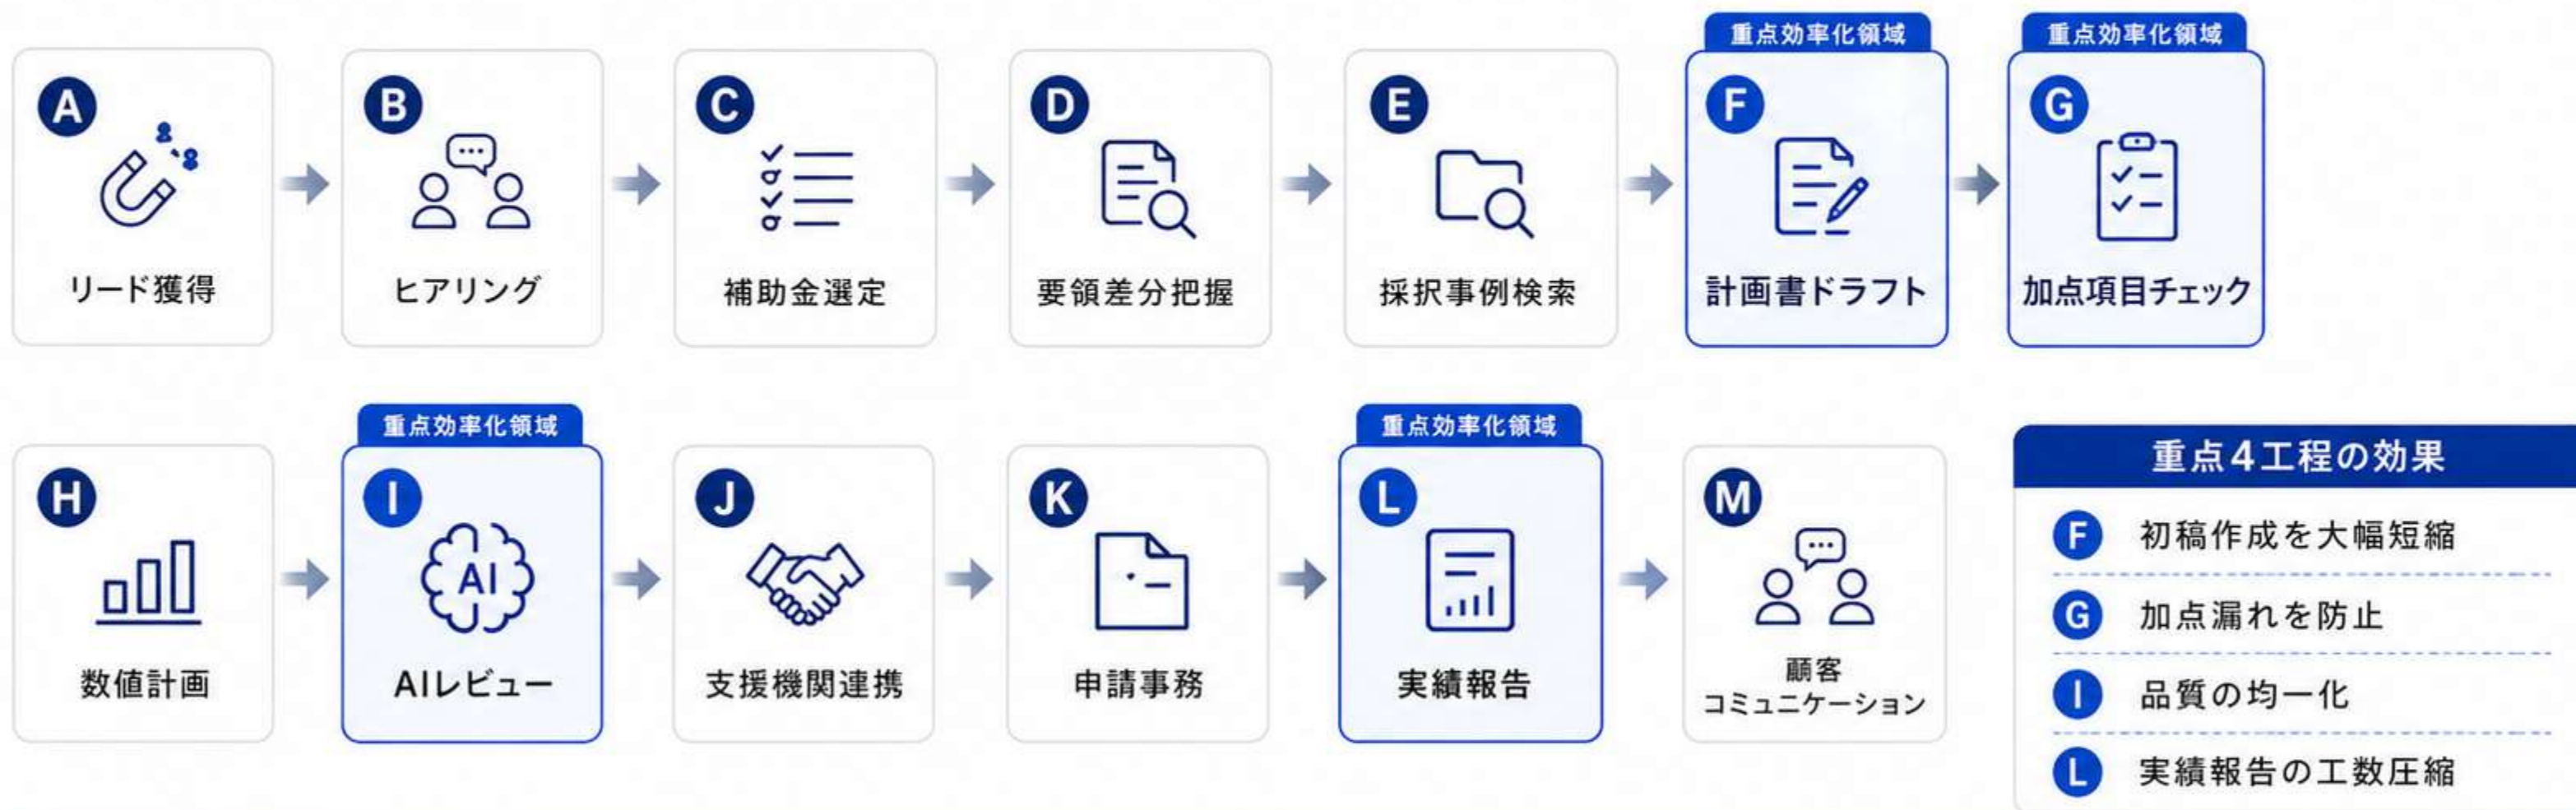 A
リード獲得
B
ヒアリング
C
補助金選定
D
要領差分把握
E
採択事例検索
重点効率化領域
F
計画書ドラフト
重点効率化領域
G
加点項目チェック
H
数値計画
重点効率化領域
I
AI
AIレビュー
J
支援機関連携
K
申請事務
重点効率化領域
L
実績報告
M
顧客
コミュニケーション
重点4工程の効果
F 初稿作成を大幅短縮
G 加点漏れを防止
I 品質の均一化
L 実績報告の工数圧縮